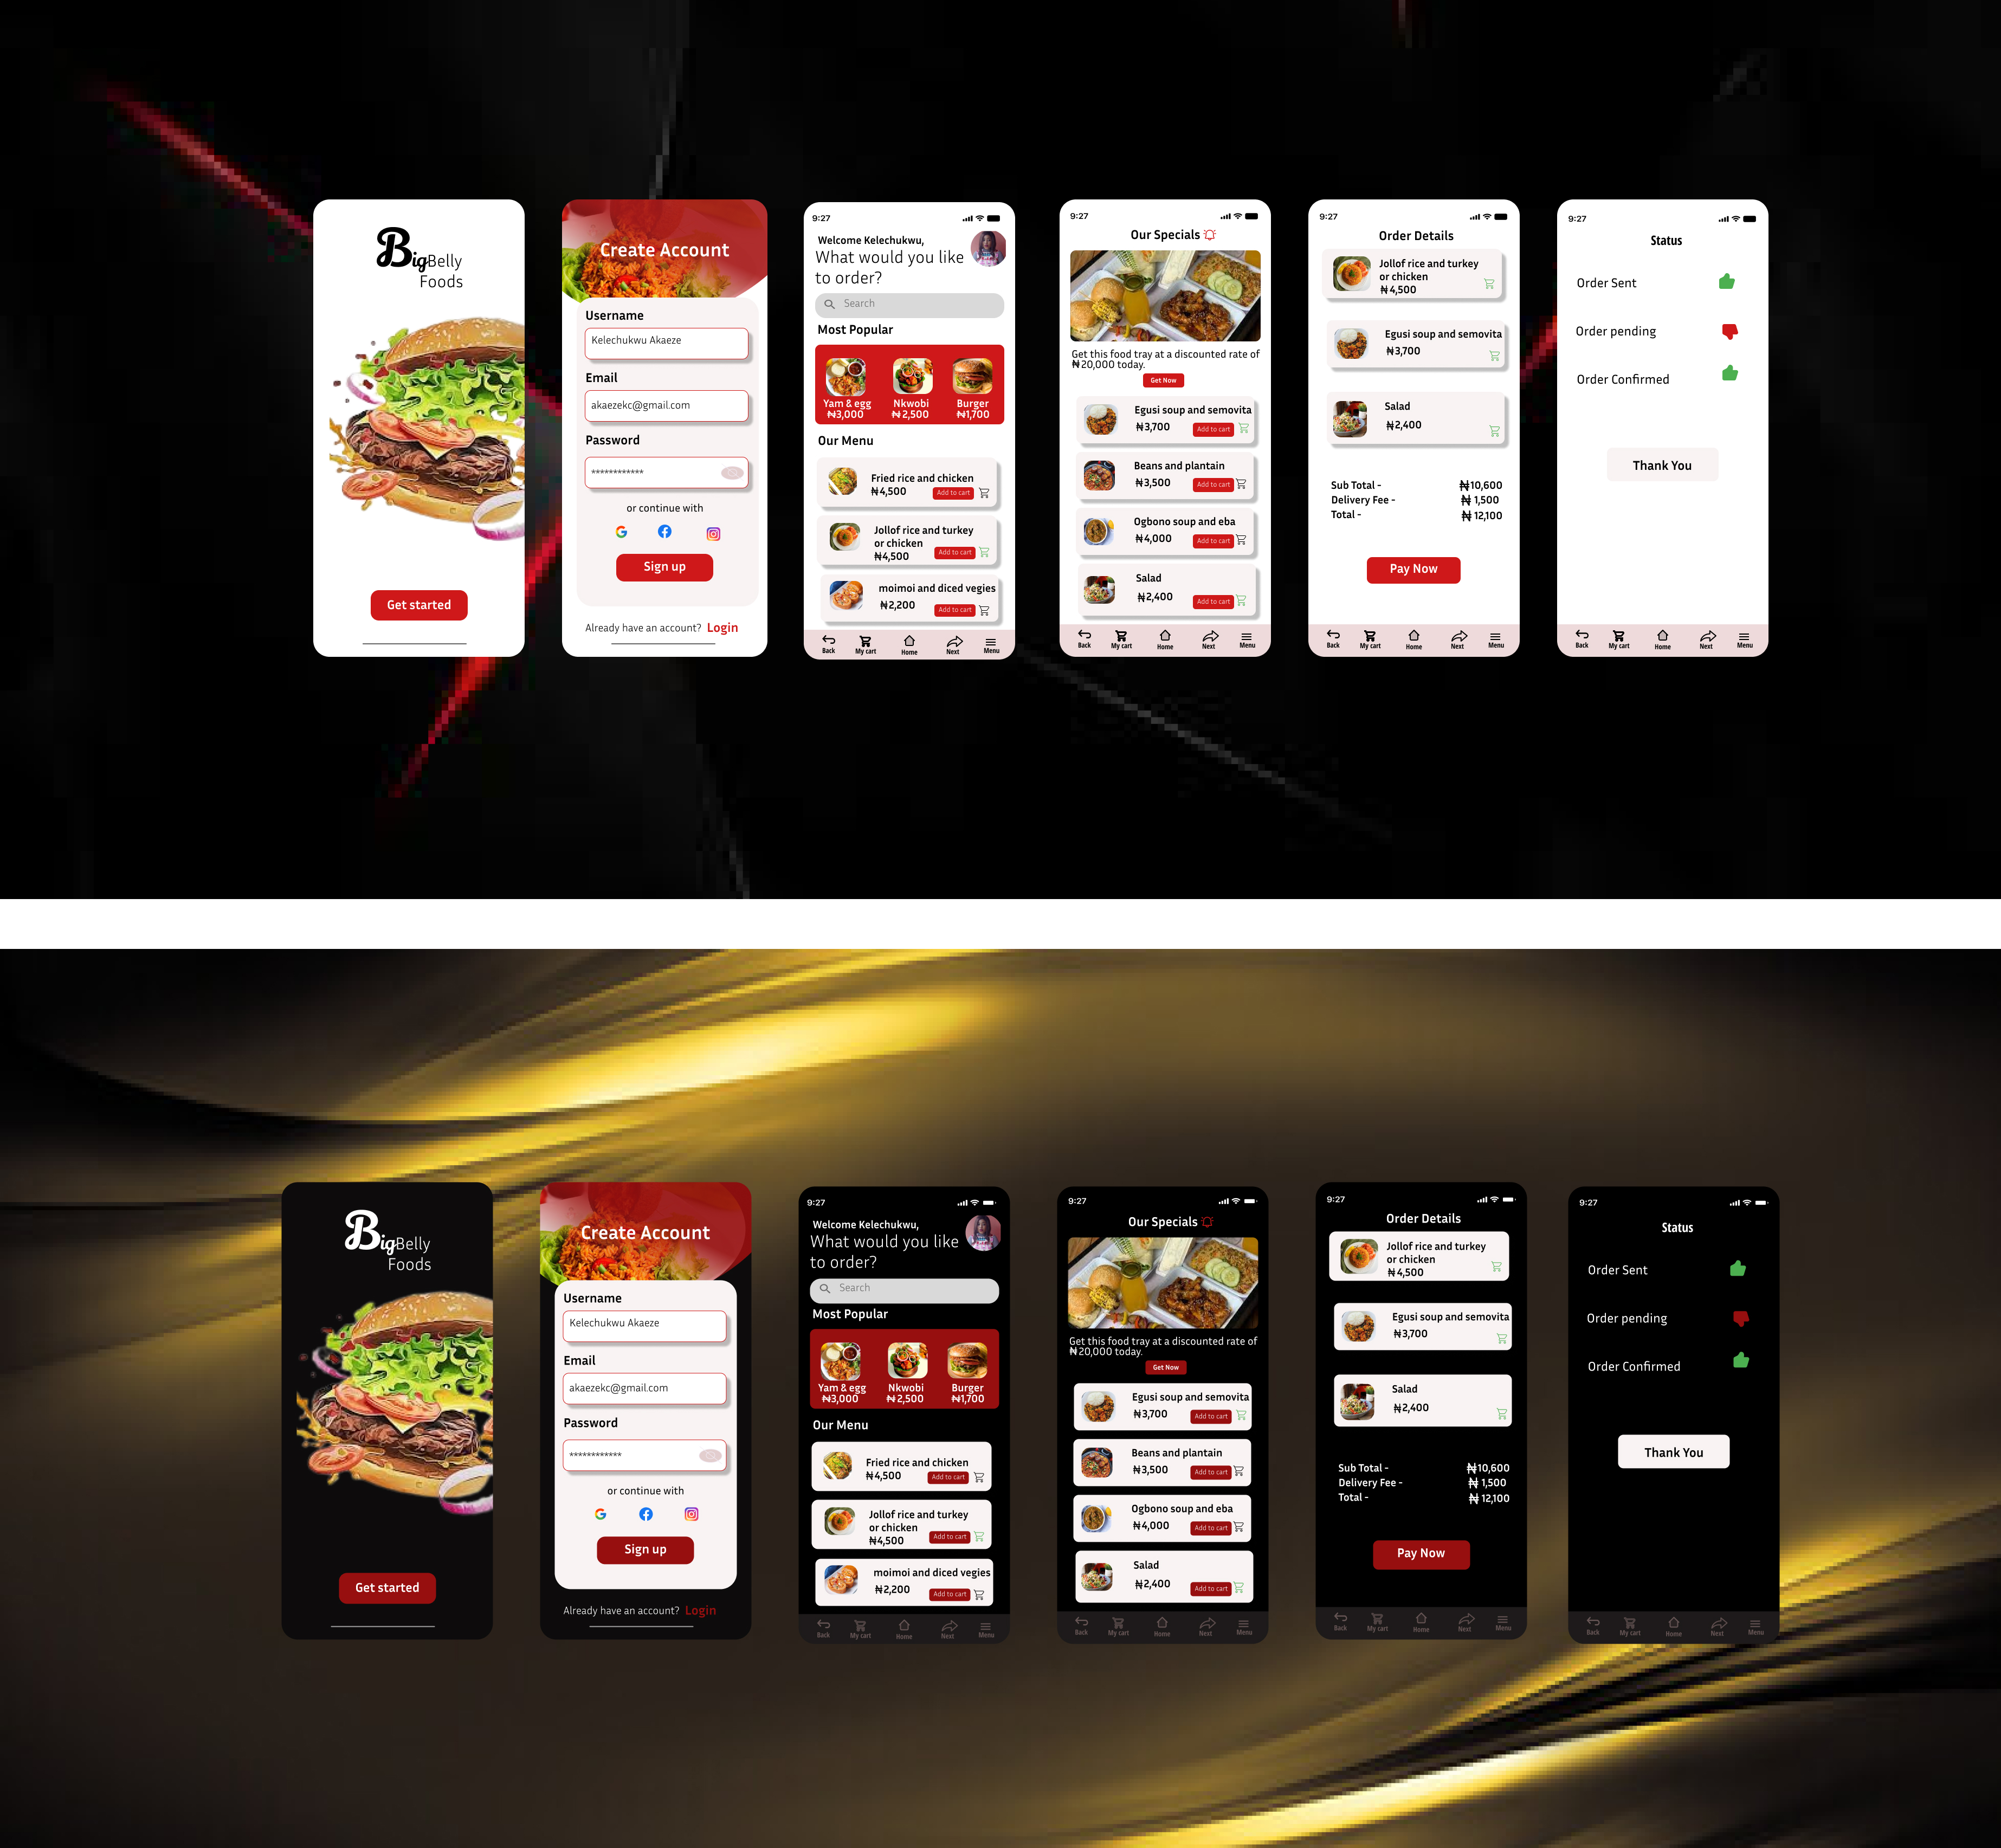 BigBelly
Foods
Get started
Create Account
Username
Kelechukwu Akaeze
Email
akaezekc@gmail.com
Password
************
or continue with
Sign up
Already have an account? Login
9:27
Welcome Kelechukwu,
What would you like
to order?
Search
Most Popular
Yam & egg
₦3,000
Nkwobi
₦2,500
Burger
₦1,700
Our Menu
Fried rice and chicken
₦4,500
Add to cart
Jollof rice and turkey
or chicken
₦4,500
Add to cart
moimoi and diced vegies
₦2,200
Add to cart
Back
My cart
Home
Next
Menu
9:27
Our Specials
Get this food tray at a discounted rate of
₦20,000 today.
Get Now
Egusi soup and semovita
₦3,700
Add to cart
Beans and plantain
₦3,500
Add to cart
Ogbono soup and eba
₦4,000
Add to cart
Salad
₦2,400
Add to cart
Back
My cart
Home
Next
Menu
9:27
Order Details
Jollof rice and turkey
or chicken
₦4,500
Egusi soup and semovita
₦3,700
Salad
₦2,400
Sub Total - ₦10,600
Delivery Fee - ₦ 1,500
Total - ₦ 12,100
Pay Now
Back
My cart
Home
Next
Menu
9:27
Status
Order Sent
Order pending
Order Confirmed
Thank You
Back
My cart
Home
Next
Menu
BigBelly
Foods
Get started
Create Account
Username
Kelechukwu Akaeze
Email
akaezekc@gmail.com
Password
************
or continue with
Sign up
Already have an account? Login
9:27
Welcome Kelechukwu,
What would you like
to order?
Search
Most Popular
Yam & egg
₦3,000
Nkwobi
₦2,500
Burger
₦1,700
Our Menu
Fried rice and chicken
₦4,500
Add to cart
Jollof rice and turkey
or chicken
₦4,500
Add to cart
moimoi and diced vegies
₦2,200
Add to cart
Back
My cart
Home
Next
Menu
9:27
Our Specials
Get this food tray at a discounted rate of
₦20,000 today.
Get Now
Egusi soup and semovita
₦3,700
Add to cart
Beans and plantain
₦3,500
Add to cart
Ogbono soup and eba
₦4,000
Add to cart
Salad
₦2,400
Add to cart
Back
My cart
Home
Next
Menu
9:27
Order Details
Jollof rice and turkey
or chicken
₦4,500
Egusi soup and semovita
₦3,700
Salad
₦2,400
Sub Total - ₦10,600
Delivery Fee - ₦ 1,500
Total - ₦ 12,100
Pay Now
Back
My cart
Home
Next
Menu
9:27
Status
Order Sent
Order pending
Order Confirmed
Thank You
Back
My cart
Home
Next
Menu